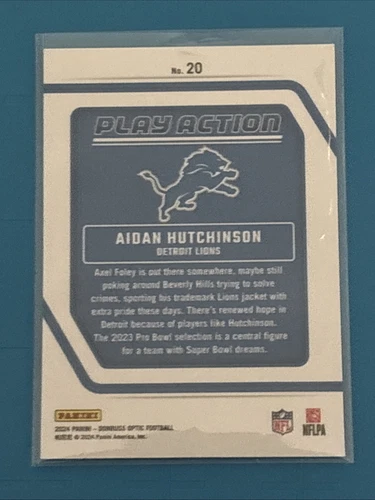 No. 20
PLAY ACTION
AIDAN HUTCHINSON
DETROIT LIONS
Axel Foley is out there somewhere, maybe still
poking around Beverly Hills trying to solve
crimes, sporting his trademark Lions jacket with
extra pride these days. There's renewed hope in
Detroit because of players like Hutchinson.
The 2023 Pro Bowl selection is a central figure
for a team with Super Bowl dreams.
PANINI
NFL
NFLPA
2024 PANINI – DONRUSS OPTIC FOOTBALL
© 2024 Panini America, Inc.